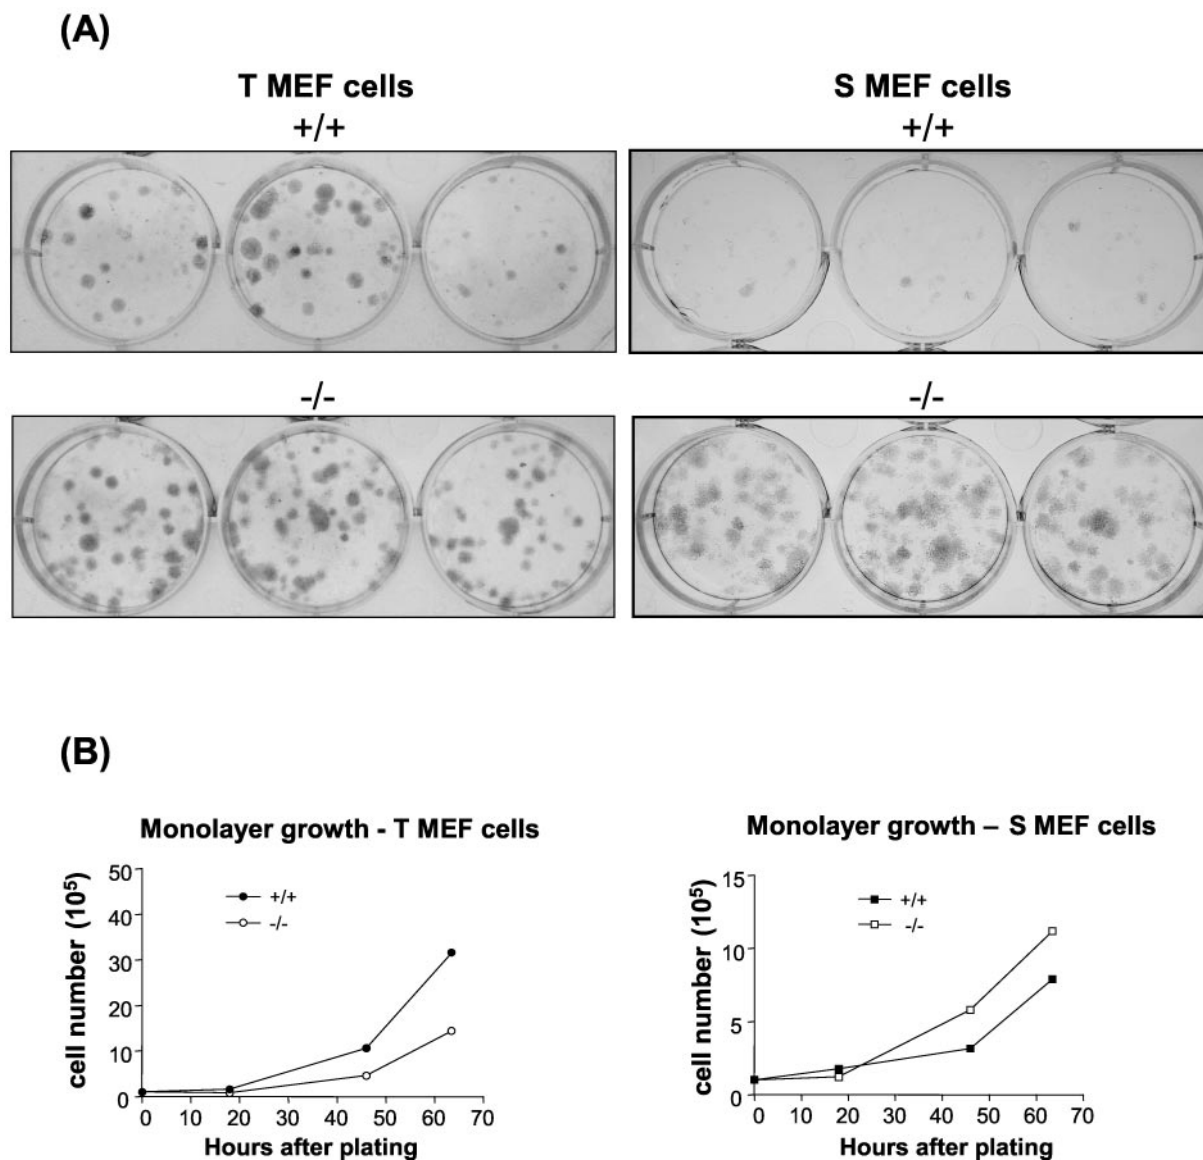 (A)
T MEF cells
+/+
S MEF cells
+/+
-/-
-/-
(B)
Monolayer growth - T MEF cells
cell number (10⁵)
50
40
30
20
10
0
+/+
-/-
0 10 20 30 40 50 60 70
Hours after plating
Monolayer growth – S MEF cells
cell number (10⁵)
15
10
5
0
+/+
-/-
0 10 20 30 40 50 60 70
Hours after plating